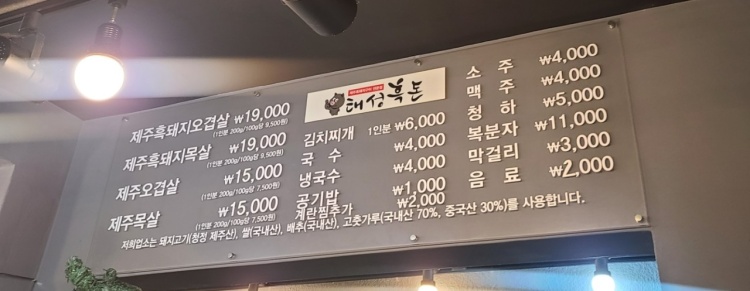 태성흑돈
제주흑돼지오겹살 ₩19,000
(1인분 200g/100g당 9,500원)
제주흑돼지목살 ₩19,000
(1인분 200g/100g당 9,500원)
제주오겹살 ₩15,000
(1인분 200g/100g당 7,500원)
제주목살 ₩15,000
(1인분 200g/100g당 7,500원)
김치찌개 1인분 ₩6,000
국수 ₩4,000
냉국수 ₩4,000
공기밥 ₩1,000
계란찜추가 ₩2,000
소주 ₩4,000
맥주 ₩4,000
청하 ₩5,000
복분자 ₩11,000
막걸리 ₩3,000
음료 ₩2,000
저희업소는 돼지고기(청정 제주산), 쌀(국내산), 배추(국내산), 고춧가루(국내산 70%, 중국산 30%)를 사용합니다.